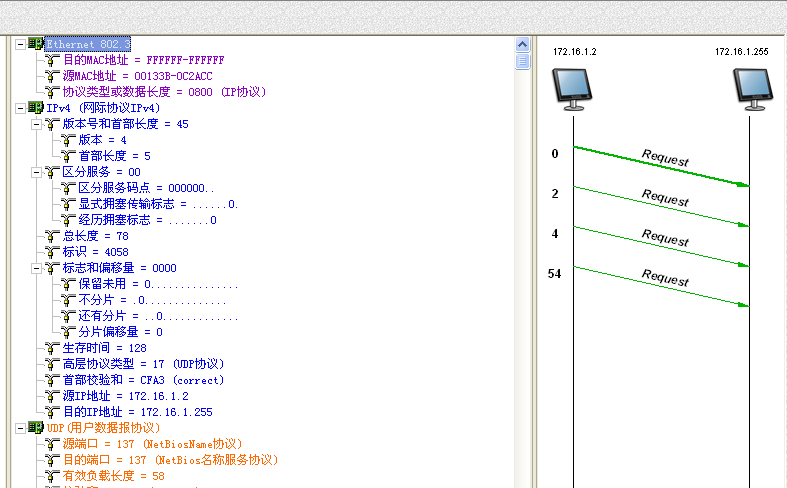 Ethernet 802.3
目的MAC地址 = FFFFFF-FFFFFF
源MAC地址 = 00133B-0C2ACC
协议类型或数据长度 = 0800 (IP协议)
IPv4 (网际协议IPv4)
版本号和首部长度 = 45
版本 = 4
首部长度 = 5
区分服务 = 00
区分服务码点 = 000000..
显式拥塞传输标志 = ......0.
经历拥塞标志 = .......0
总长度 = 78
标识 = 4058
标志和偏移量 = 0000
保留未用 = 0...............
不分片 = .0..............
还有分片 = ..0.............
分片偏移量 = 0
生存时间 = 128
高层协议类型 = 17 (UDP协议)
首部校验和 = CFA3 (correct)
源IP地址 = 172.16.1.2
目的IP地址 = 172.16.1.255
UDP(用户数据报协议)
源端口 = 137 (NetBiosName协议)
目的端口 = 137 (NetBios名称服务协议)
有效负载长度 = 58
172.16.1.2
172.16.1.255
0
Request
2
Request
4
Request
54
Request